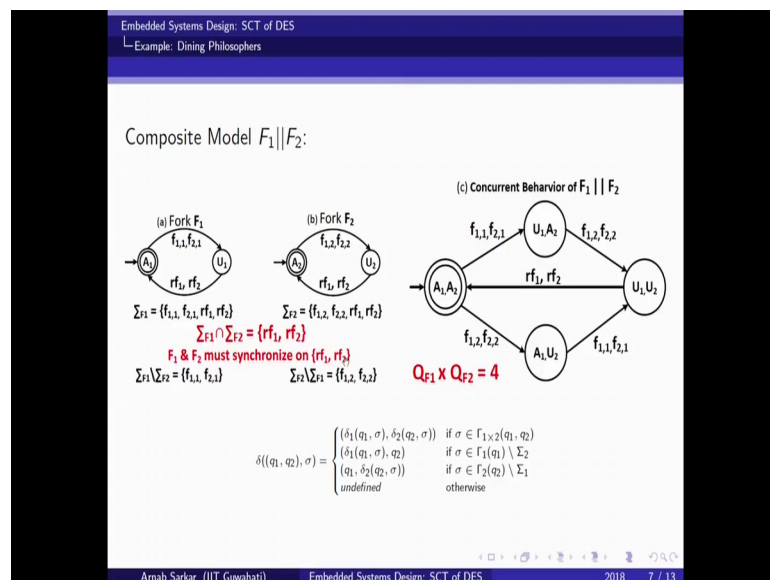 Embedded Systems Design: SCT of DES
Example: Dining Philosophers
Composite Model F₁||F₂:
(c) Concurrent Beharvior of F₁ || F₂
(a) Fork F₁
(b) Fork F₂
f₁,₁,f₂,₁
A₁
U₁
rf₁, rf₂
f₁,₂,f₂,₂
A₂
U₂
rf₁, rf₂
f₁,₁,f₂,₁
U₁,A₂
f₁,₂,f₂,₂
rf₁, rf₂
A₁,A₂
U₁,U₂
f₁,₂,f₂,₂
A₁,U₂
f₁,₁,f₂,₁
∑F₁ = {f₁,₁, f₂,₁, rf₁, rf₂}
∑F₂ = {f₁,₂, f₂,₂, rf₁, rf₂}
∑F₁∩∑F₂ = {rf₁, rf₂}
F₁ & F₂ must synchronize on {rf₁, rf₂}
∑F₁\∑F₂ = {f₁,₁, f₂,₁}
∑F₂\∑F₁ = {f₁,₂, f₂,₂}
QF₁ x QF₂ = 4
(δ₁(q₁, σ), δ₂(q₂, σ)) if σ ∈ Γ₁ₓ₂(q₁, q₂)
δ((q₁, q₂), σ) = { (δ₁(q₁, σ), q₂) if σ ∈ Γ₁(q₁) \ Σ₂
(q₁, δ₂(q₂, σ)) if σ ∈ Γ₂(q₂) \ Σ₁
undefined otherwise
Arnab Sarkar (IIT Guwahati) Embedded Systems Design: SCT of DES 2018 7 / 13